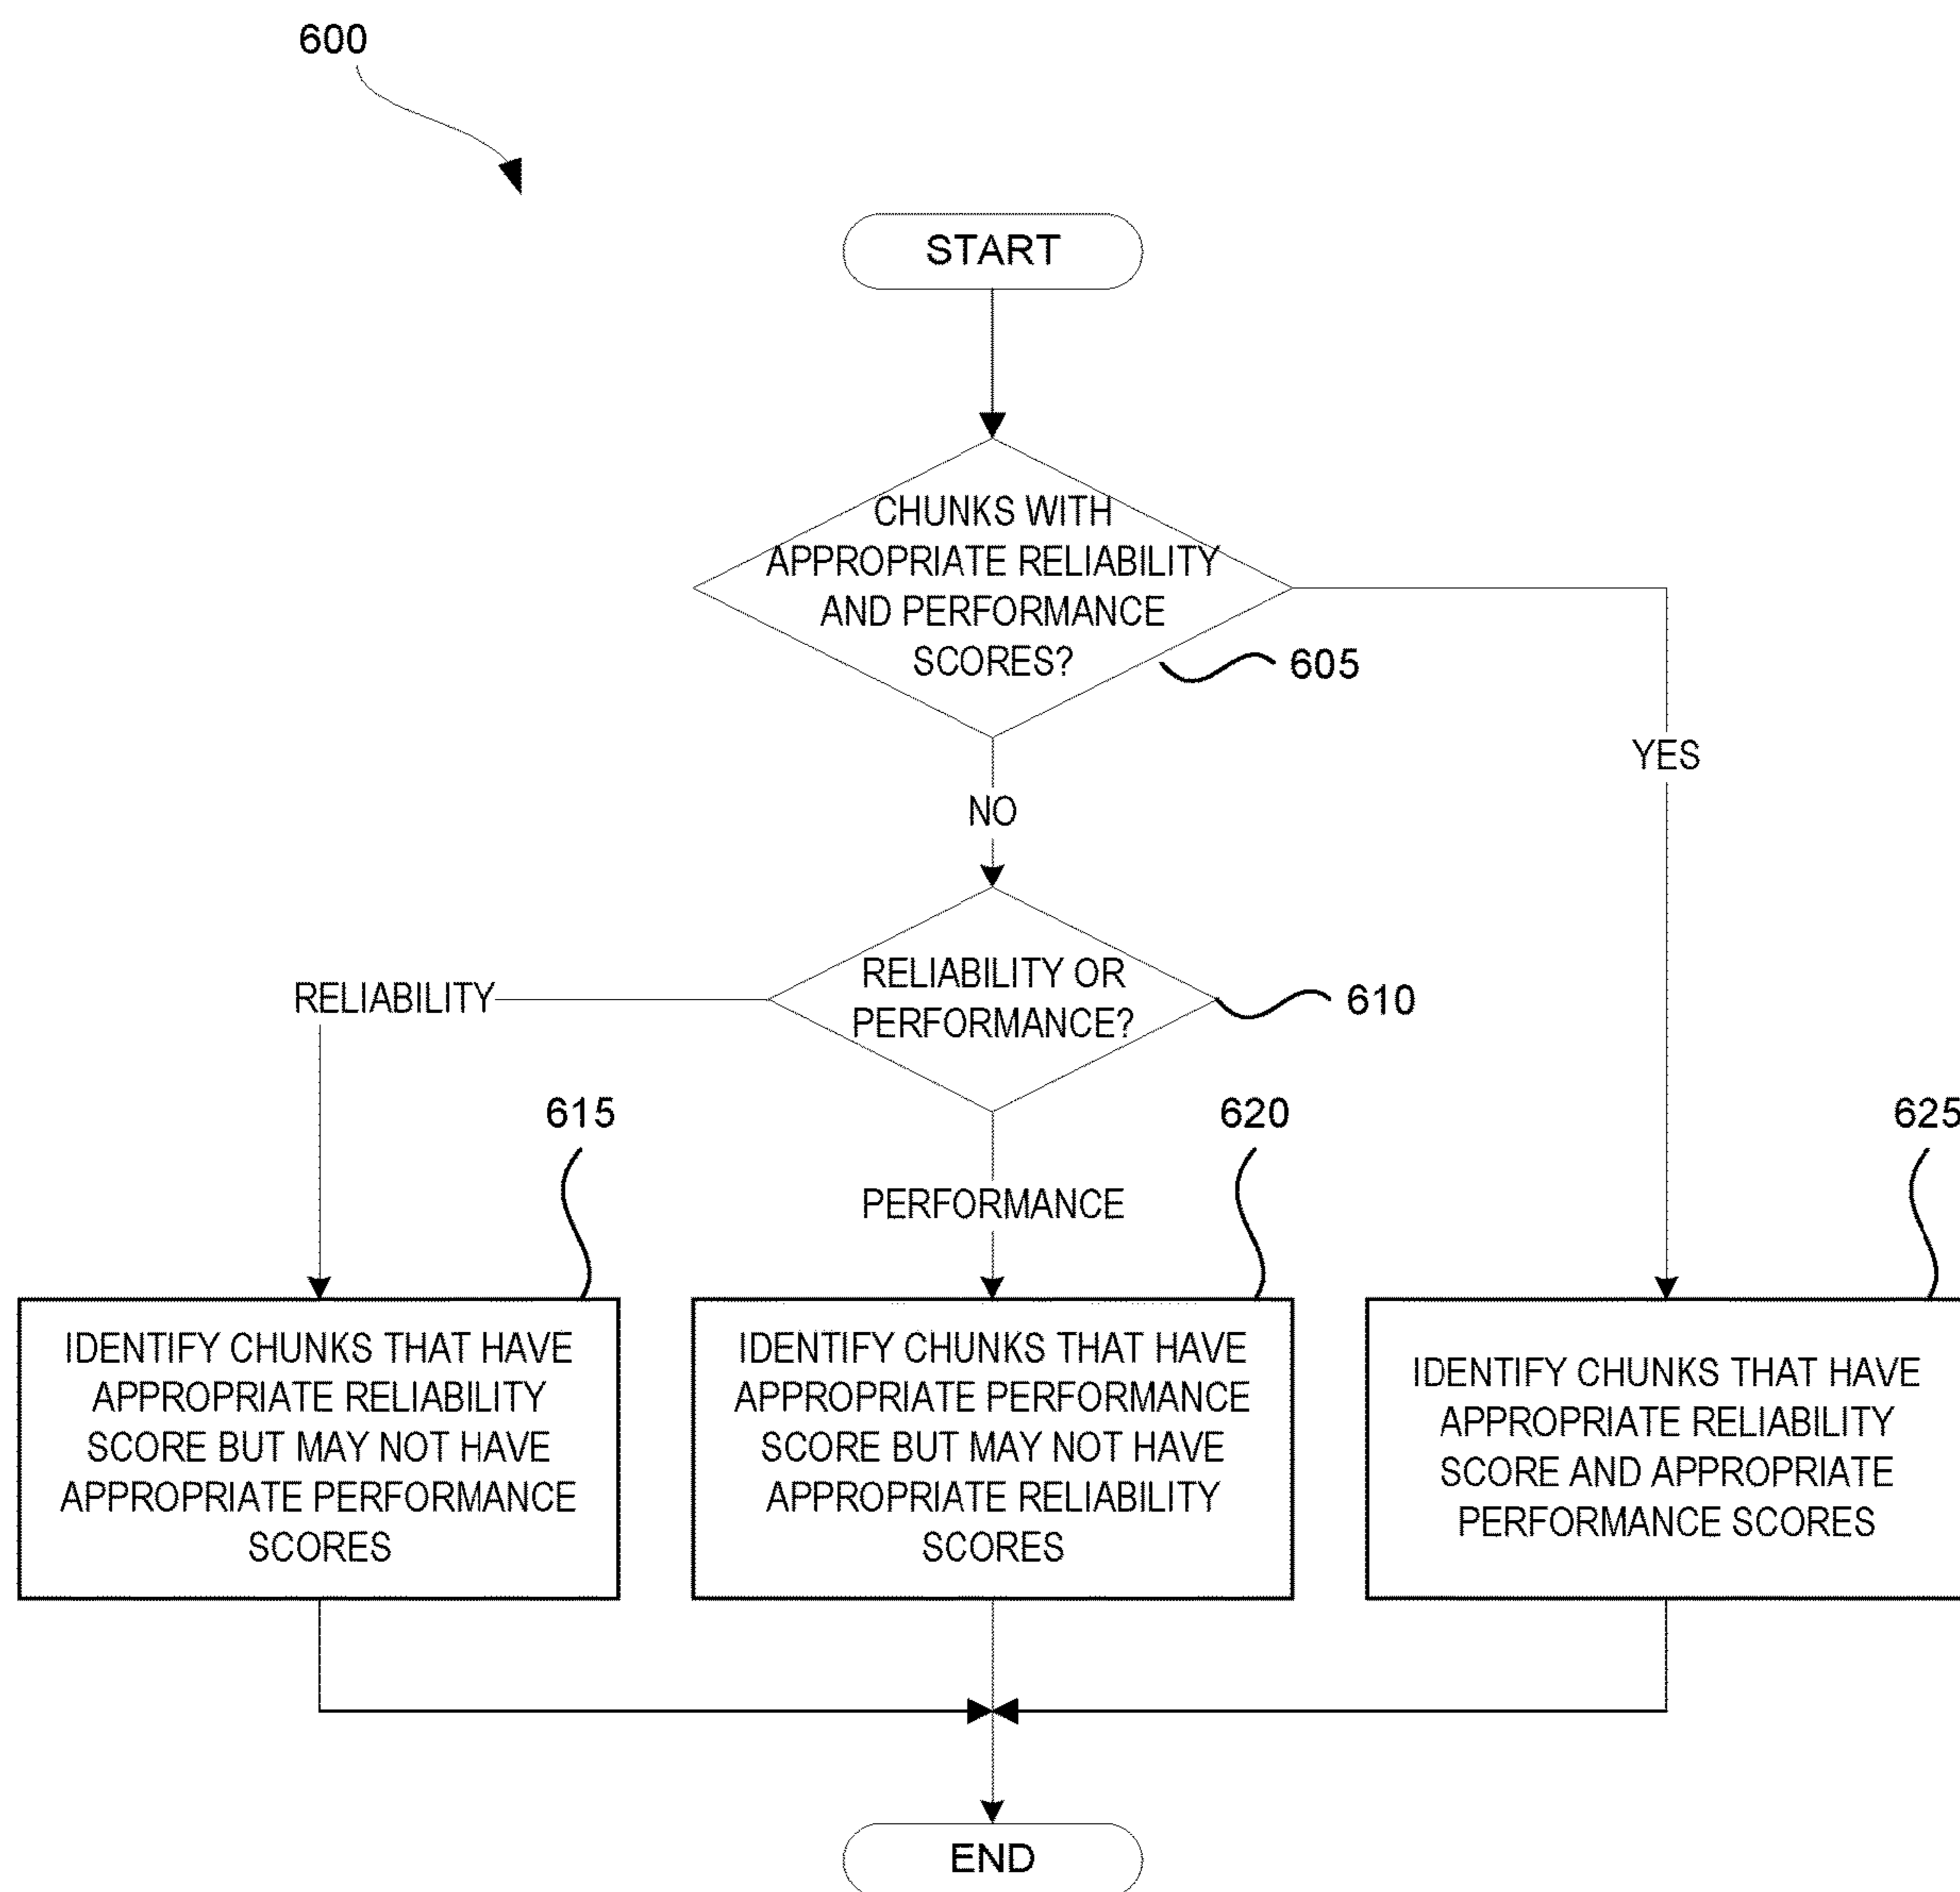 600
START
CHUNKS WITH
APPROPRIATE RELIABILITY
AND PERFORMANCE
SCORES?
605
YES
NO
RELIABILITY OR
PERFORMANCE?
610
RELIABILITY
615
620
625
PERFORMANCE
IDENTIFY CHUNKS THAT HAVE
APPROPRIATE RELIABILITY
SCORE BUT MAY NOT HAVE
APPROPRIATE PERFORMANCE
SCORES
IDENTIFY CHUNKS THAT HAVE
APPROPRIATE PERFORMANCE
SCORE BUT MAY NOT HAVE
APPROPRIATE RELIABILITY
SCORES
IDENTIFY CHUNKS THAT HAVE
APPROPRIATE RELIABILITY
SCORE AND APPROPRIATE
PERFORMANCE SCORES
END